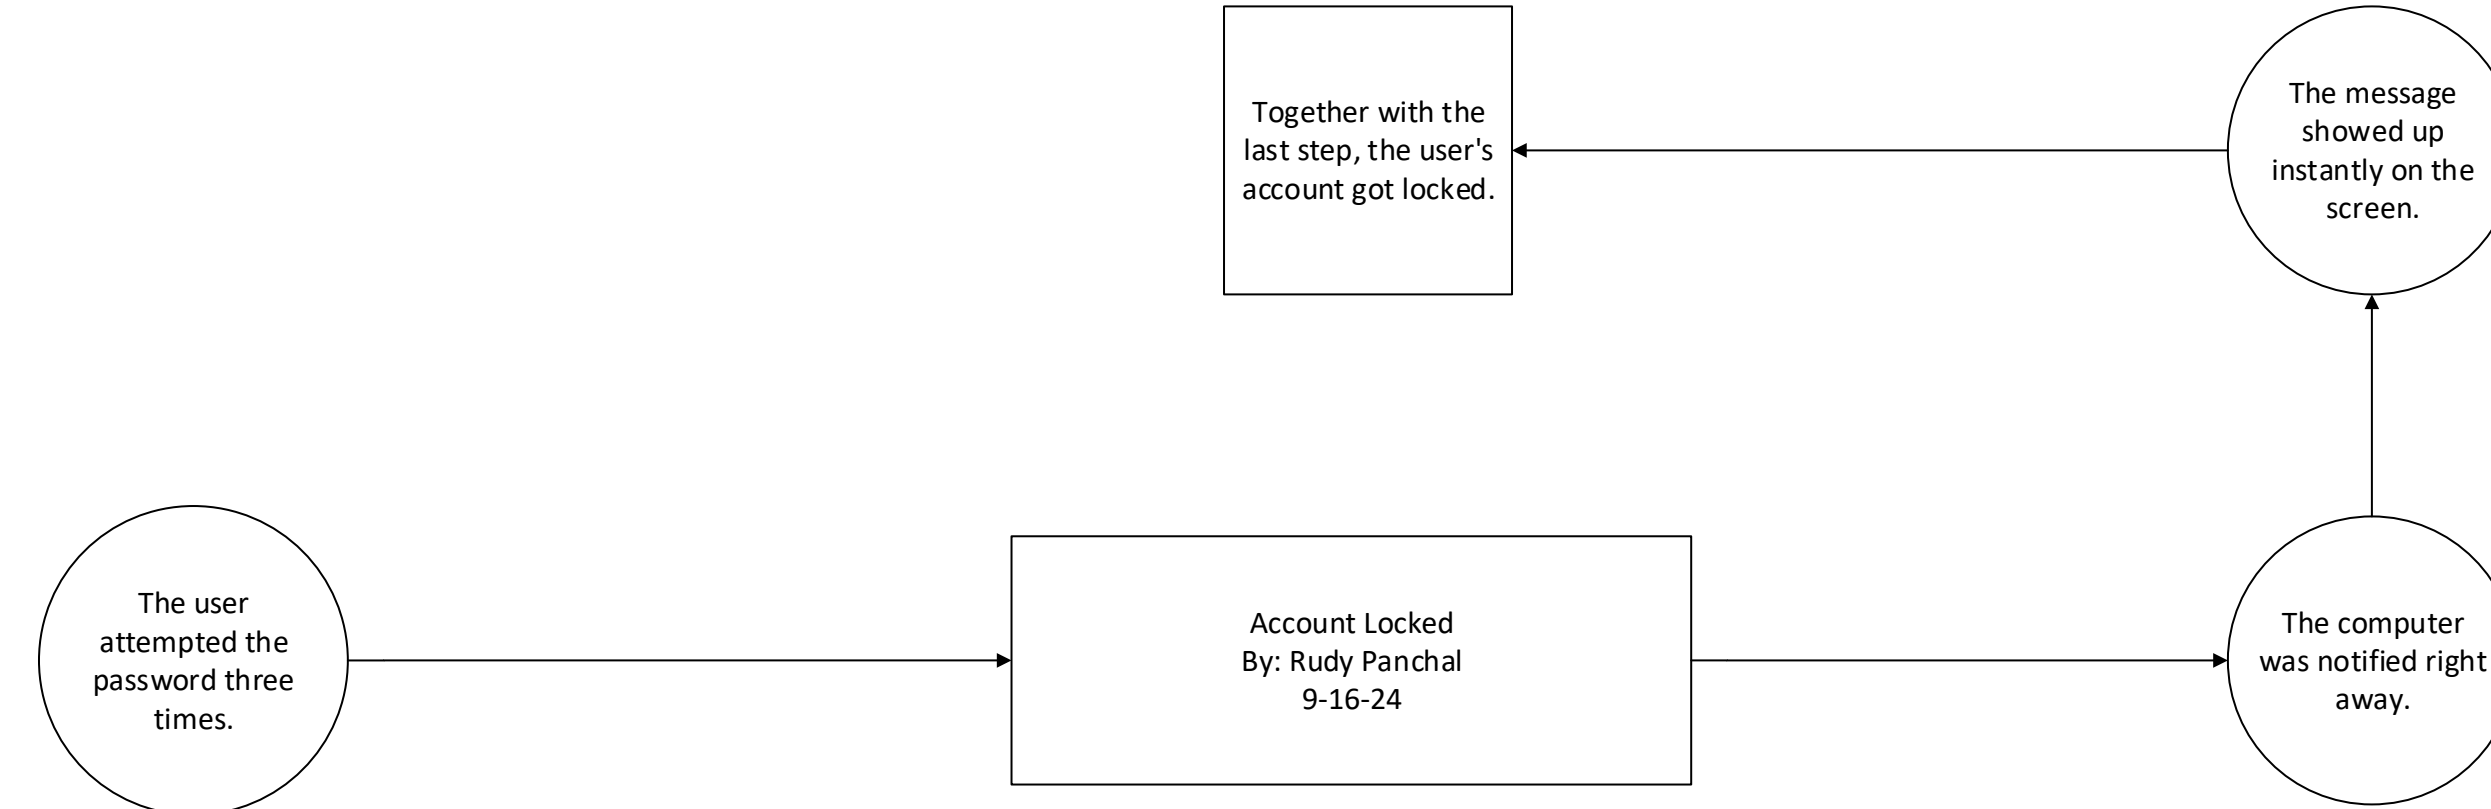 Together with the
last step, the user's
account got locked.
The message
showed up
instantly on the
screen.
The user
attempted the
password three
times.
Account Locked
By: Rudy Panchal
9-16-24
The computer
was notified right
away.